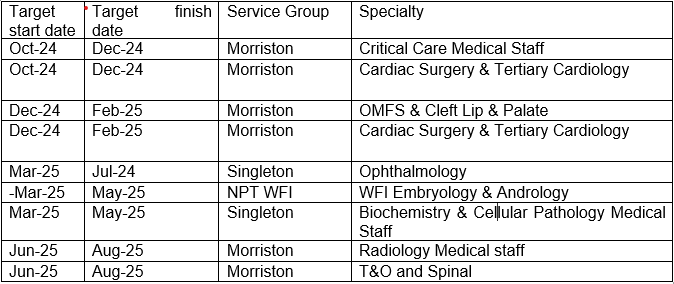 Target start date Target finish date Service Group Specialty
Oct-24 Dec-24 Morriston Critical Care Medical Staff
Oct-24 Dec-24 Morriston Cardiac Surgery & Tertiary Cardiology
Dec-24 Feb-25 Morriston OMFS & Cleft Lip & Palate
Dec-24 Feb-25 Morriston Cardiac Surgery & Tertiary Cardiology
Mar-25 Jul-24 Singleton Ophthalmology
-Mar-25 May-25 NPT WFI WFI Embryology & Andrology
Mar-25 May-25 Singleton Biochemistry & Cellular Pathology Medical
Staff
Jun-25 Aug-25 Morriston Radiology Medical staff
Jun-25 Aug-25 Morriston T&O and Spinal